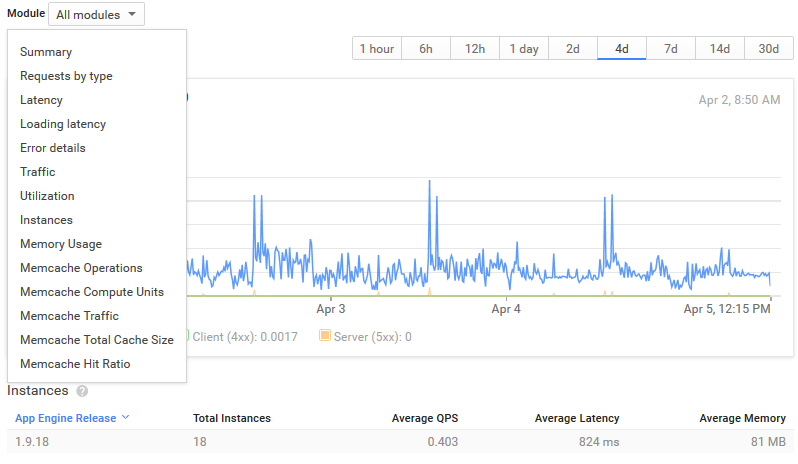 Module All modules
Summary
Requests by type
Latency
Loading latency
Error details
Traffic
Utilization
Instances
Memory Usage
Memcache Operations
Memcache Compute Units
Memcache Traffic
Memcache Total Cache Size
Memcache Hit Ratio
1 hour 6h 12h 1 day 2d 4d 7d 14d 30d
Apr 2, 8:50 AM
Apr 3 Apr 4 Apr 5, 12:15 PM
Client (4xx): 0.0017 Server (5xx): 0
Instances ?
App Engine Release Total Instances Average QPS Average Latency Average Memory
1.9.18 18 0.403 824 ms 81 MB